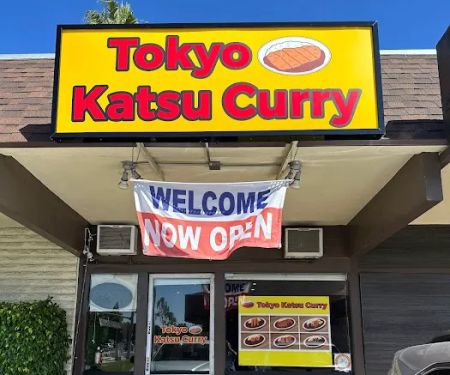 Tokyo
Katsu Curry
WELCOME
NOW OPEN
Tokyo
Katsu Curry
Tokyo Katsu Curry